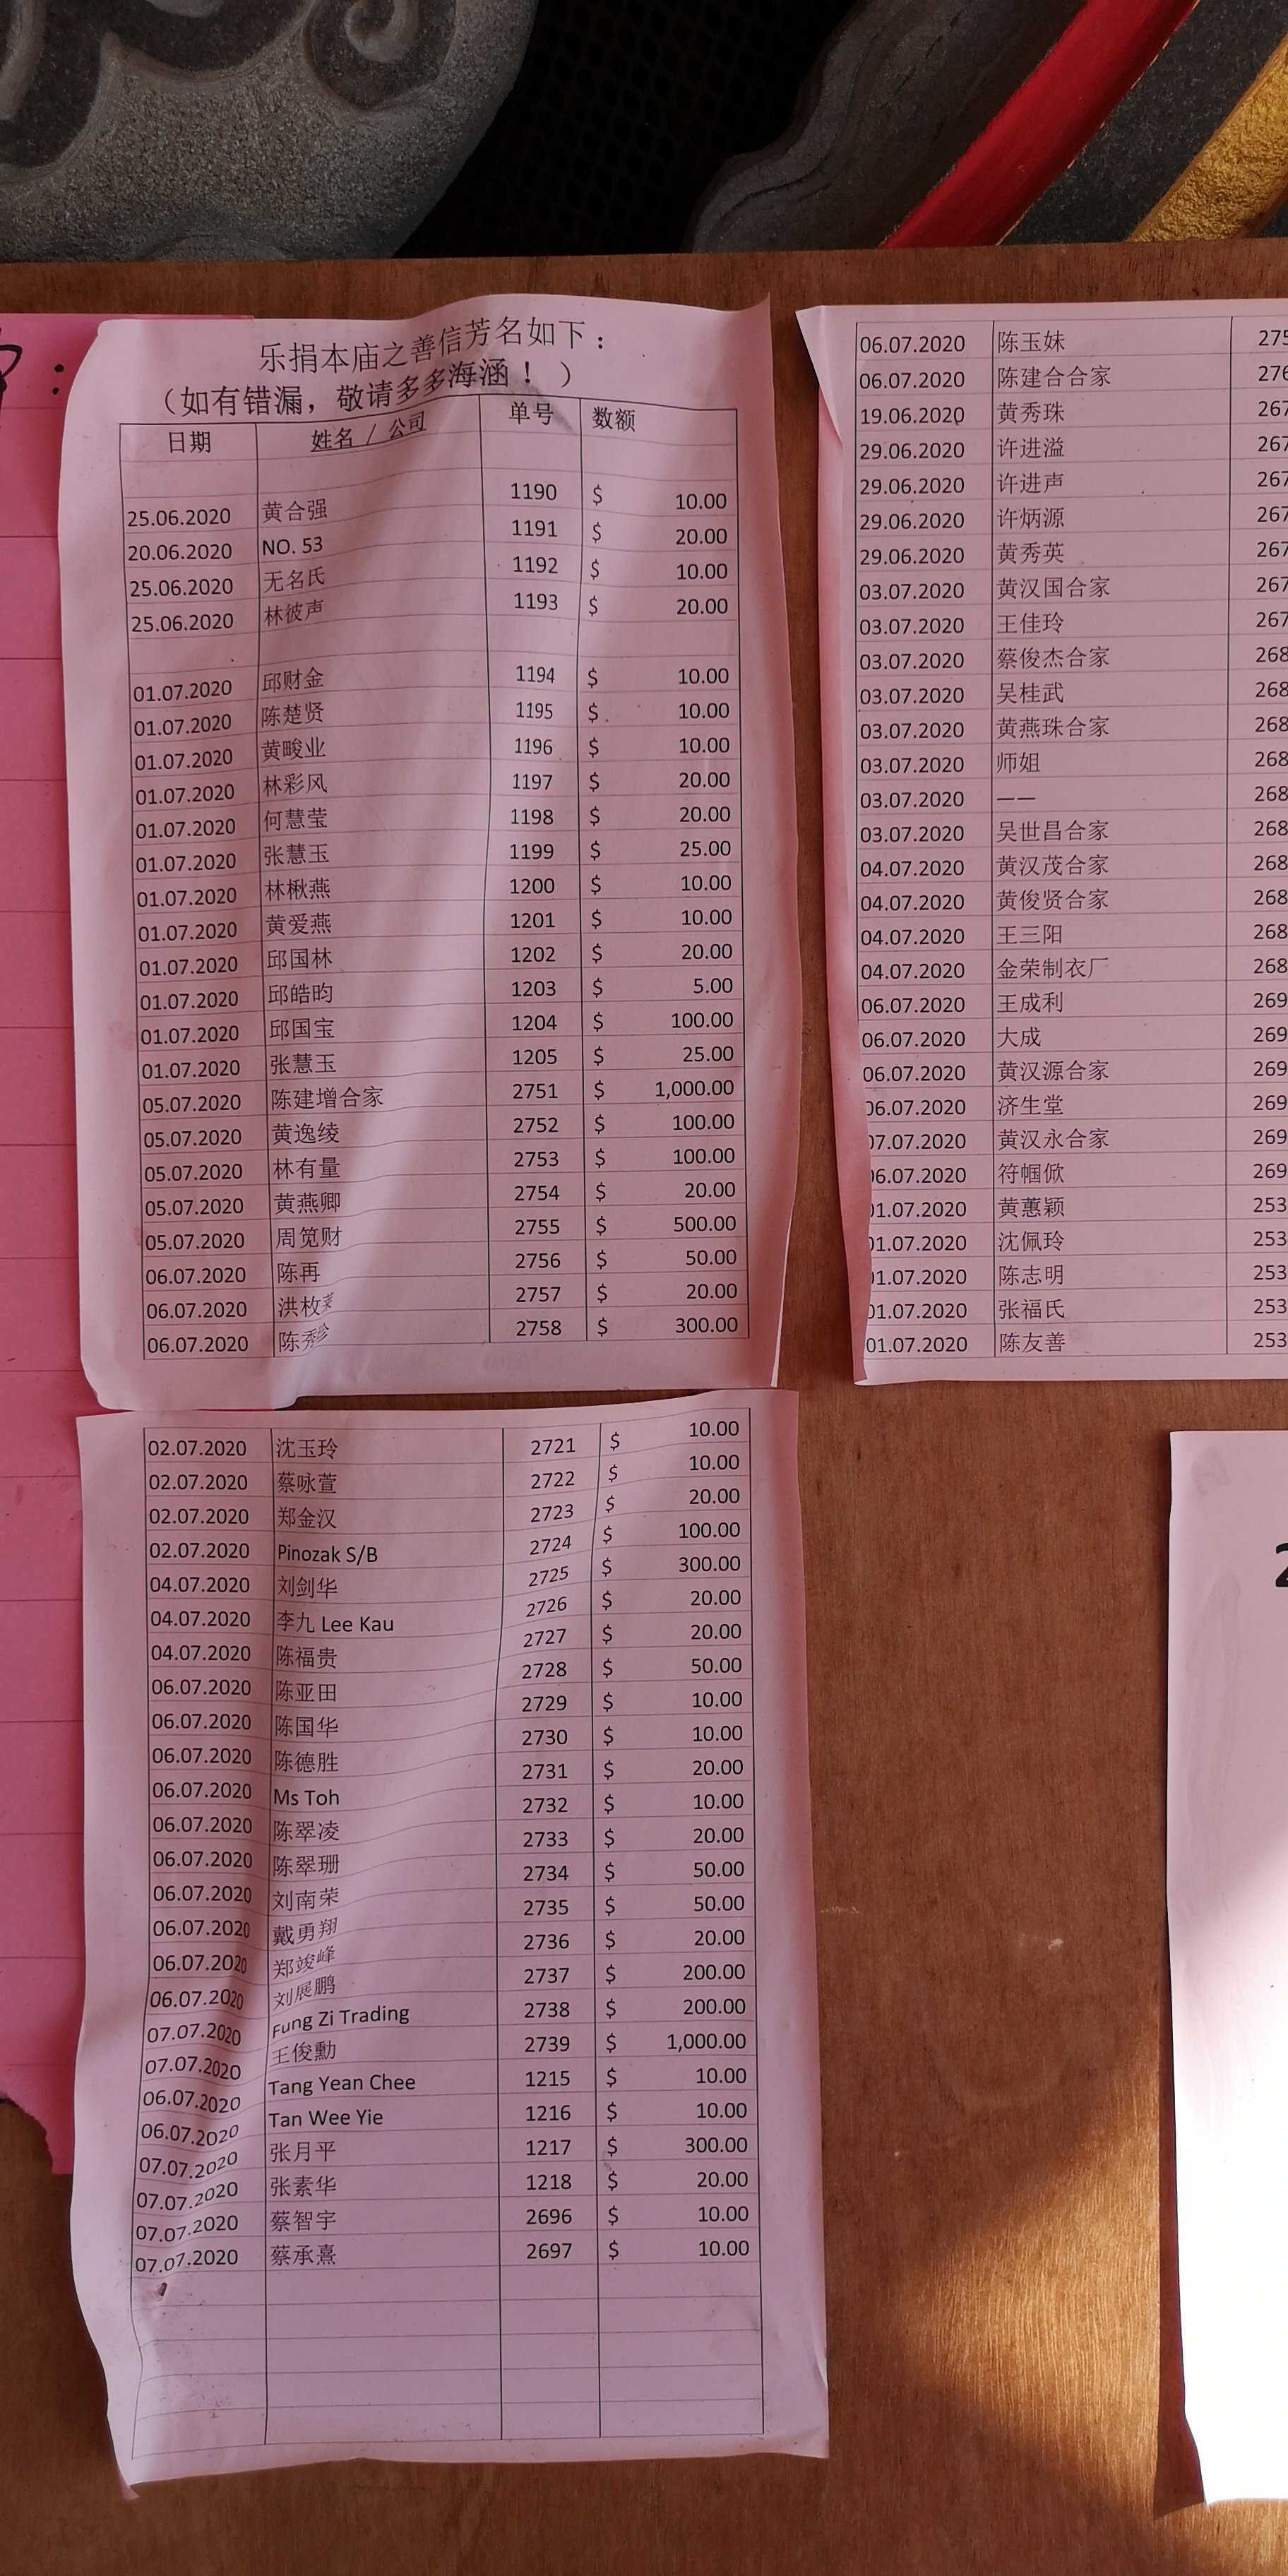 :
乐捐本庙之善信芳名如下：
（如有错漏，敬请多多海涵！）
日期 姓名 / 公司 单号 数额
25.06.2020 黄合强 1190 $ 10.00
20.06.2020 NO. 53 1191 $ 20.00
25.06.2020 无名氏 1192 $ 10.00
25.06.2020 林彼声 1193 $ 20.00
01.07.2020 邱财金 1194 $ 10.00
01.07.2020 陈楚贤 1195 $ 10.00
01.07.2020 黄畯业 1196 $ 10.00
01.07.2020 林彩风 1197 $ 20.00
01.07.2020 何慧莹 1198 $ 20.00
01.07.2020 张慧玉 1199 $ 25.00
01.07.2020 林楸燕 1200 $ 10.00
01.07.2020 黄爱燕 1201 $ 10.00
01.07.2020 邱国林 1202 $ 20.00
01.07.2020 邱皓昀 1203 $ 5.00
01.07.2020 邱国宝 1204 $ 100.00
01.07.2020 张慧玉 1205 $ 25.00
05.07.2020 陈建增合家 2751 $ 1,000.00
05.07.2020 黄逸绫 2752 $ 100.00
05.07.2020 林有量 2753 $ 100.00
05.07.2020 黄燕卿 2754 $ 20.00
05.07.2020 周笕财 2755 $ 500.00
06.07.2020 陈再 2756 $ 50.00
06.07.2020 2757 $ 20.00
06.07.2020 陈秀珍 2758 $ 300.00
02.07.2020 沈玉玲 2721 $ 10.00
02.07.2020 蔡咏萱 2722 $ 10.00
02.07.2020 郑金汉 2723 $ 20.00
02.07.2020 Pinozak S/B 2724 $ 100.00
04.07.2020 刘剑华 2725 $ 300.00
04.07.2020 李九 Lee Kau 2726 $ 20.00
04.07.2020 陈福贵 2727 $ 20.00
06.07.2020 陈亚田 2728 $ 50.00
06.07.2020 陈国华 2729 $ 10.00
06.07.2020 陈德胜 2730 $ 10.00
06.07.2020 Ms Toh 2731 $ 20.00
06.07.2020 陈翠凌 2732 $ 10.00
06.07.2020 陈翠珊 2733 $ 20.00
06.07.2020 刘南荣 2734 $ 50.00
06.07.2020 戴勇翔 2735 $ 50.00
06.07.2020 郑竣峰 2736 $ 20.00
06.07.2020 刘展鹏 2737 $ 200.00
07.07.2020 Fung Zi Trading 2738 $ 200.00
07.07.2020 王俊勳 2739 $ 1,000.00
06.07.2020 Tang Yean Chee 1215 $ 10.00
06.07.2020 Tan Wee Yie 1216 $ 10.00
07.07.2020 张月平 1217 $ 300.00
07.07.2020 张素华 1218 $ 20.00
07.07.2020 蔡智宇 2696 $ 10.00
07.07.2020 蔡承熹 2697 $ 10.00
06.07.2020 陈玉妹 275
06.07.2020 陈建合合家 276
19.06.2020 黄秀珠 267
29.06.2020 许进溢 267
29.06.2020 许进声 267
29.06.2020 许炳源 267
29.06.2020 黄秀英 267
03.07.2020 黄汉国合家 267
03.07.2020 王佳玲 267
03.07.2020 蔡俊杰合家 268
03.07.2020 吴桂武 268
03.07.2020 黄燕珠合家 268
03.07.2020 师姐 268
03.07.2020 —— 268
03.07.2020 吴世昌合家 268
04.07.2020 黄汉茂合家 268
04.07.2020 黄俊贤合家 268
04.07.2020 王三阳 268
04.07.2020 金荣制衣厂 268
06.07.2020 王成利 269
06.07.2020 大成 269
06.07.2020 黄汉源合家 269
06.07.2020 济生堂 269
07.07.2020 黄汉永合家 269
06.07.2020 符帼俽 269
01.07.2020 黄蕙颖 253
01.07.2020 沈佩玲 253
01.07.2020 陈志明 253
01.07.2020 张福氏 253
01.07.2020 陈友善 253
2